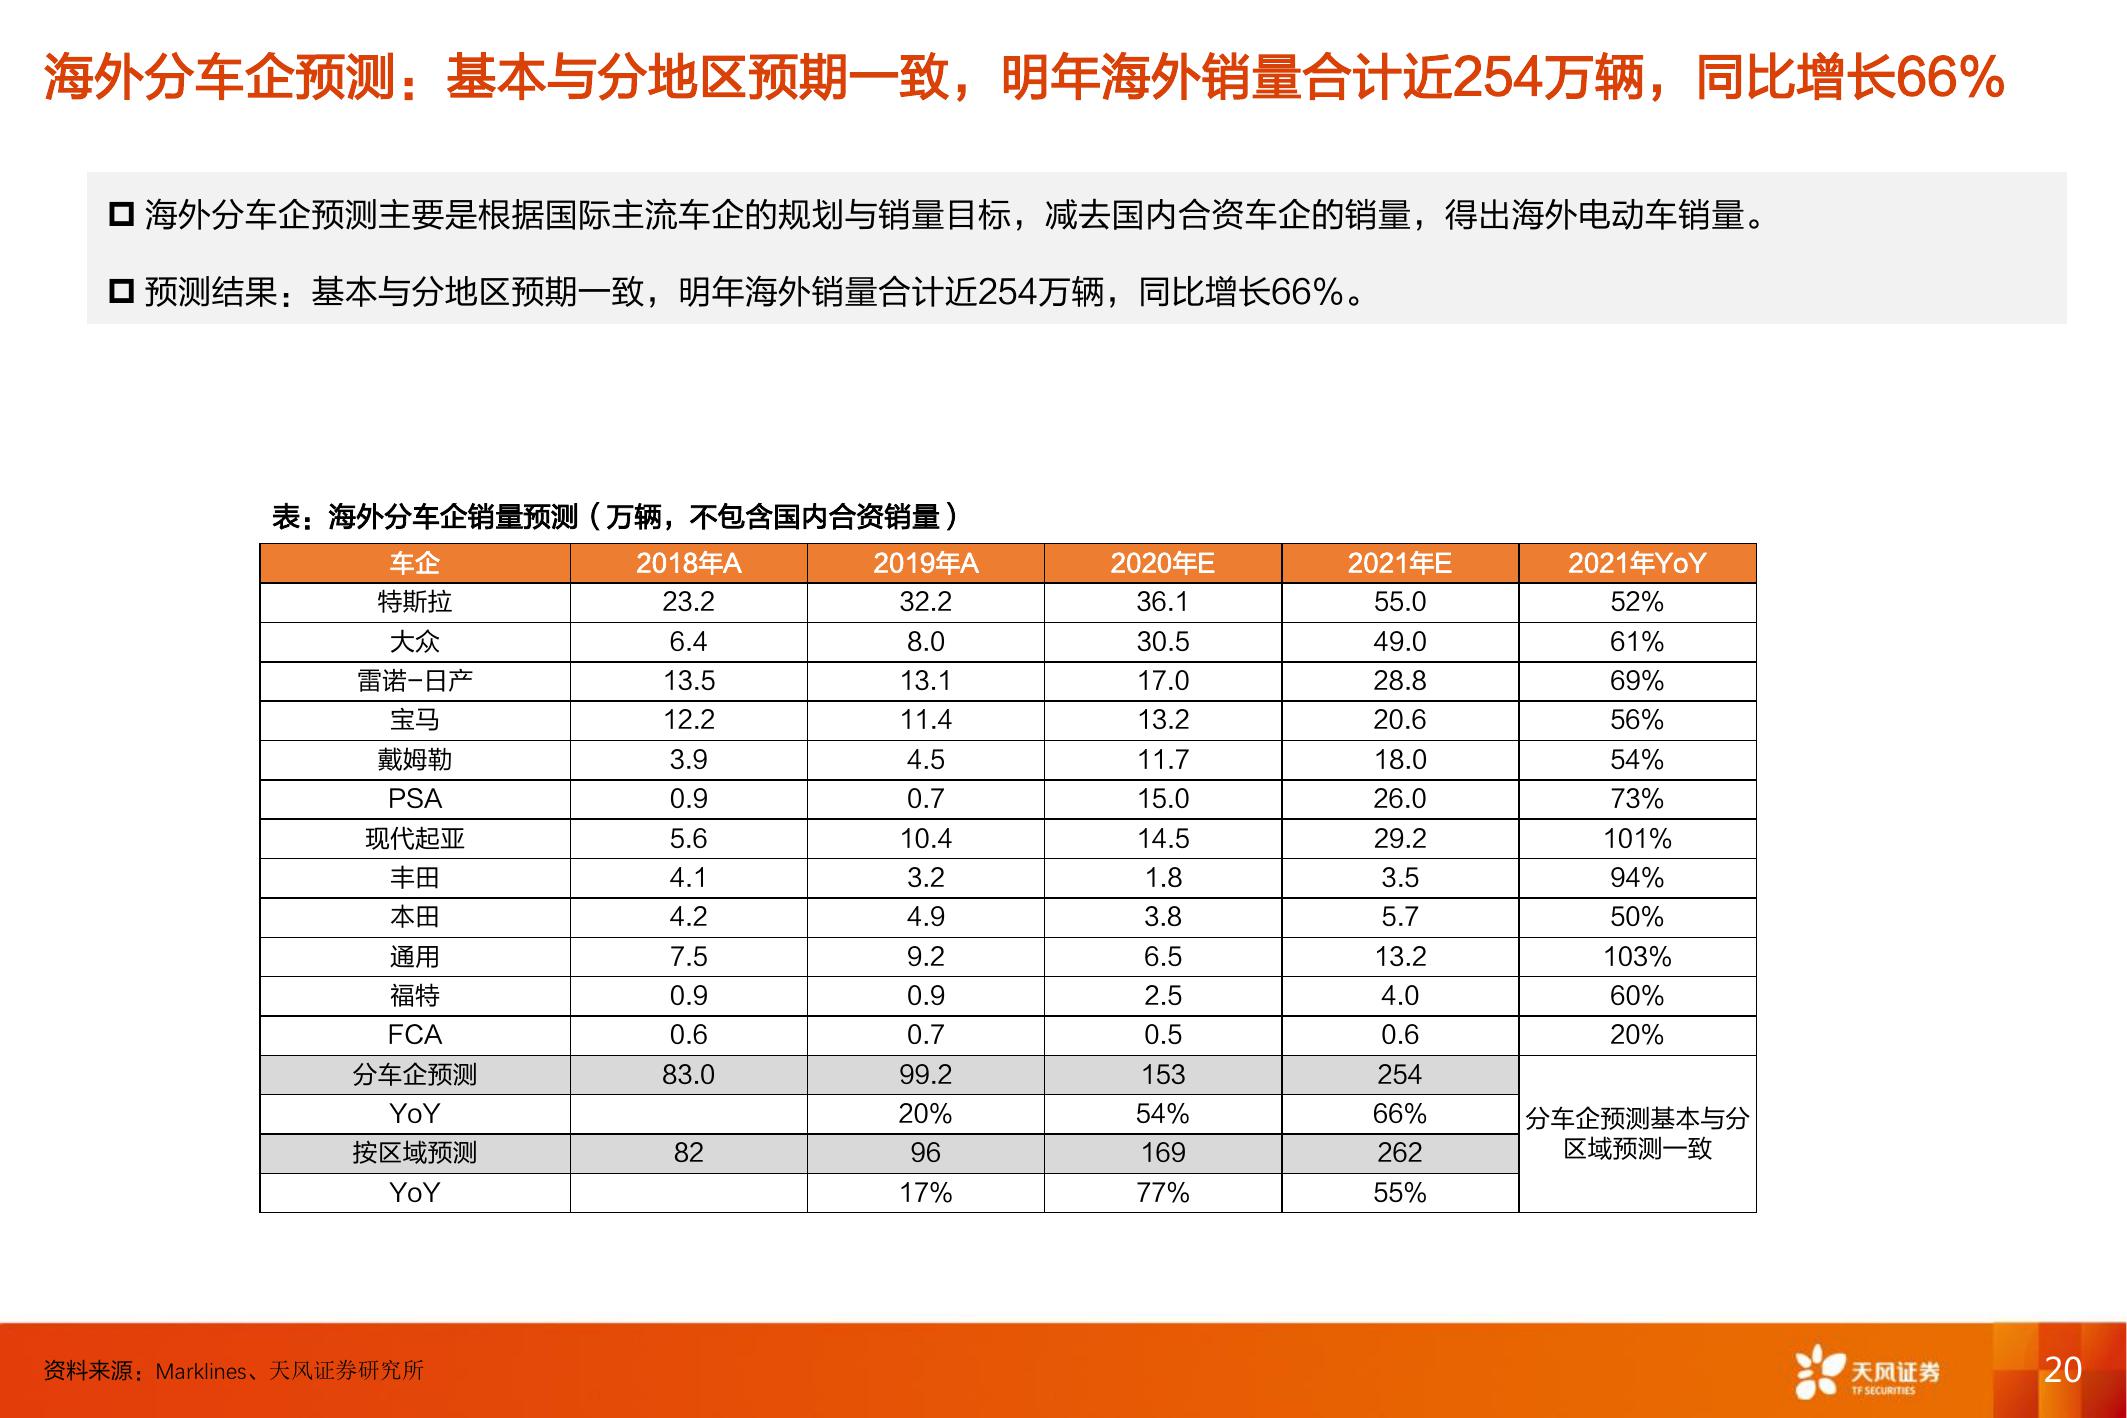 海外分车企预测：基本与分地区预期一致，明年海外销量合计近254万辆，同比增长66%
海外分车企预测主要是根据国际主流车企的规划与销量目标，减去国内合资车企的销量，得出海外电动车销量。
预测结果：基本与分地区预期一致，明年海外销量合计近254万辆，同比增长66%。
表：海外分车企销量预测（万辆，不包含国内合资销量）
车企 2018年A 2019年A 2020年E 2021年E 2021年YoY
特斯拉 23.2 32.2 36.1 55.0 52%
大众 6.4 8.0 30.5 49.0 61%
雷诺-日产 13.5 13.1 17.0 28.8 69%
宝马 12.2 11.4 13.2 20.6 56%
戴姆勒 3.9 4.5 11.7 18.0 54%
PSA 0.9 0.7 15.0 26.0 73%
现代起亚 5.6 10.4 14.5 29.2 101%
丰田 4.1 3.2 1.8 3.5 94%
本田 4.2 4.9 3.8 5.7 50%
通用 7.5 9.2 6.5 13.2 103%
福特 0.9 0.9 2.5 4.0 60%
FCA 0.6 0.7 0.5 0.6 20%
分车企预测 83.0 99.2 153 254
YoY 20% 54% 66%
按区域预测 82 96 169 262
YoY 17% 77% 55%
分车企预测基本与分
区域预测一致
资料来源：Marklines、天风证券研究所
天风证券
TF SECURITIES
20